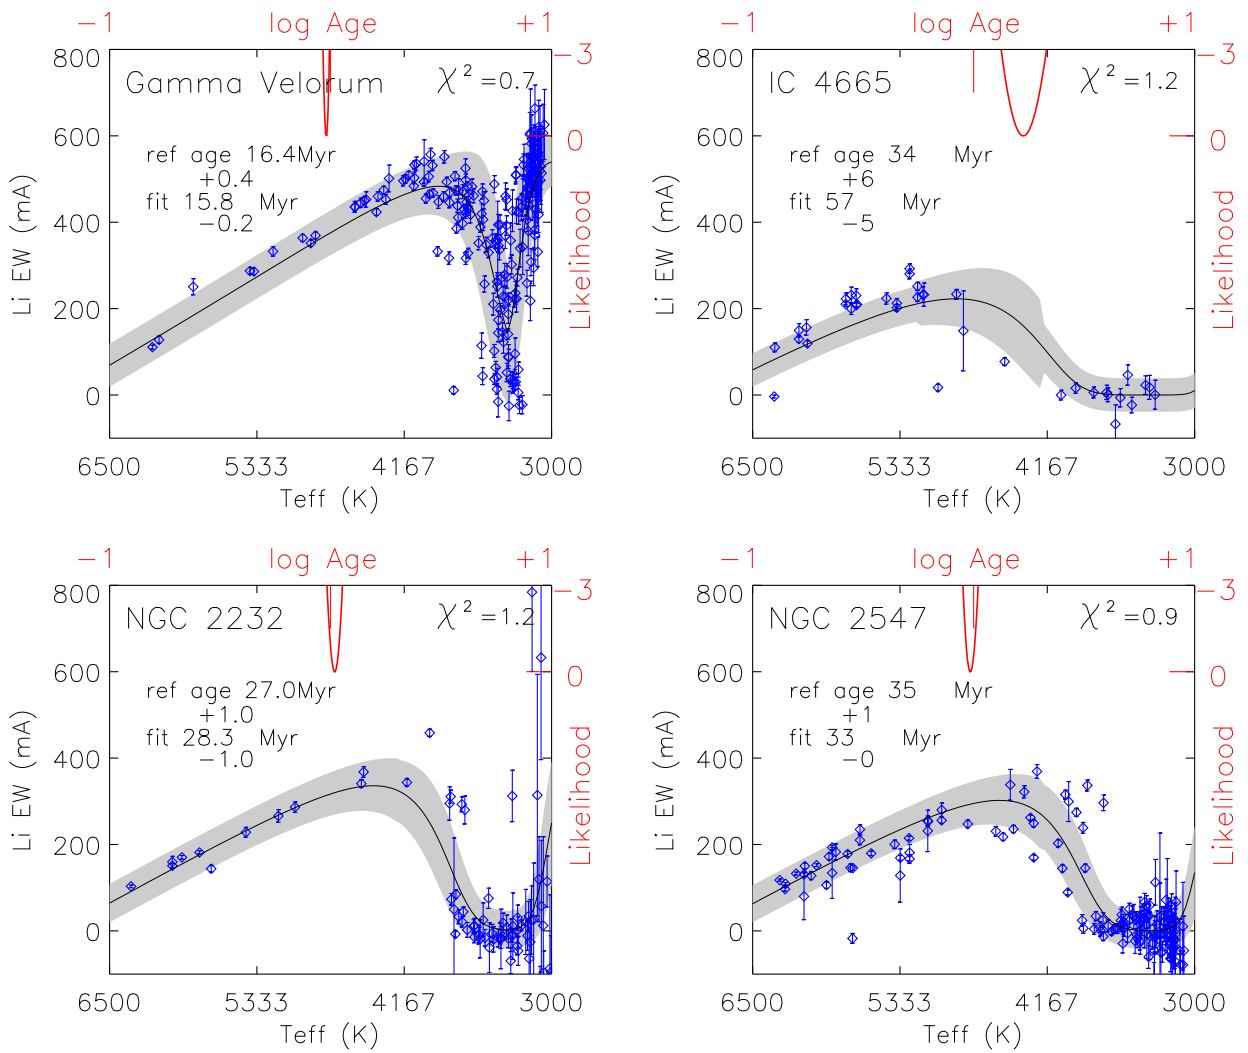 −1 log Age +1
800 Gamma Velorum χ²=0.7 −3
600 0
ref age 16.4Myr
+0.4
fit 15.8 Myr
−0.2
400
200
0
Li EW (mA)
Likelihood
6500 5333 4167 3000
Teff (K)
−1 log Age +1
800 IC 4665 χ²=1.2 −3
600 0
ref age 34 Myr
+6
fit 57 Myr
−5
400
200
0
Li EW (mA)
Likelihood
6500 5333 4167 3000
Teff (K)
−1 log Age +1
800 NGC 2232 χ²=1.2 −3
600 0
ref age 27.0Myr
+1.0
fit 28.3 Myr
−1.0
400
200
0
Li EW (mA)
Likelihood
6500 5333 4167 3000
Teff (K)
−1 log Age +1
800 NGC 2547 χ²=0.9 −3
600 0
ref age 35 Myr
+1
fit 33 Myr
−0
400
200
0
Li EW (mA)
Likelihood
6500 5333 4167 3000
Teff (K)